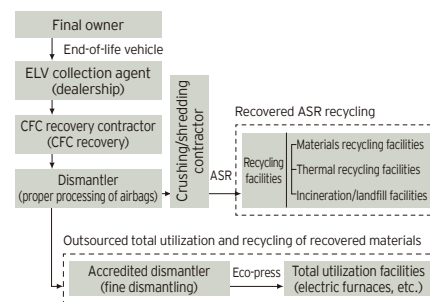 Final owner
End-of-life vehicle
ELV collection agent
(dealership)
CFC recovery contractor
(CFC recovery)
Dismantler
(proper processing of airbags)
Crushing/shredding
contractor
ASR
Recovered ASR recycling
Recycling
facilities
Materials recycling facilities
Thermal recycling facilities
Incineration/landfill facilities
Outsourced total utilization and recycling of recovered materials
Accredited dismantler
(fine dismantling)
Eco-press
Total utilization facilities
(electric furnaces, etc.)